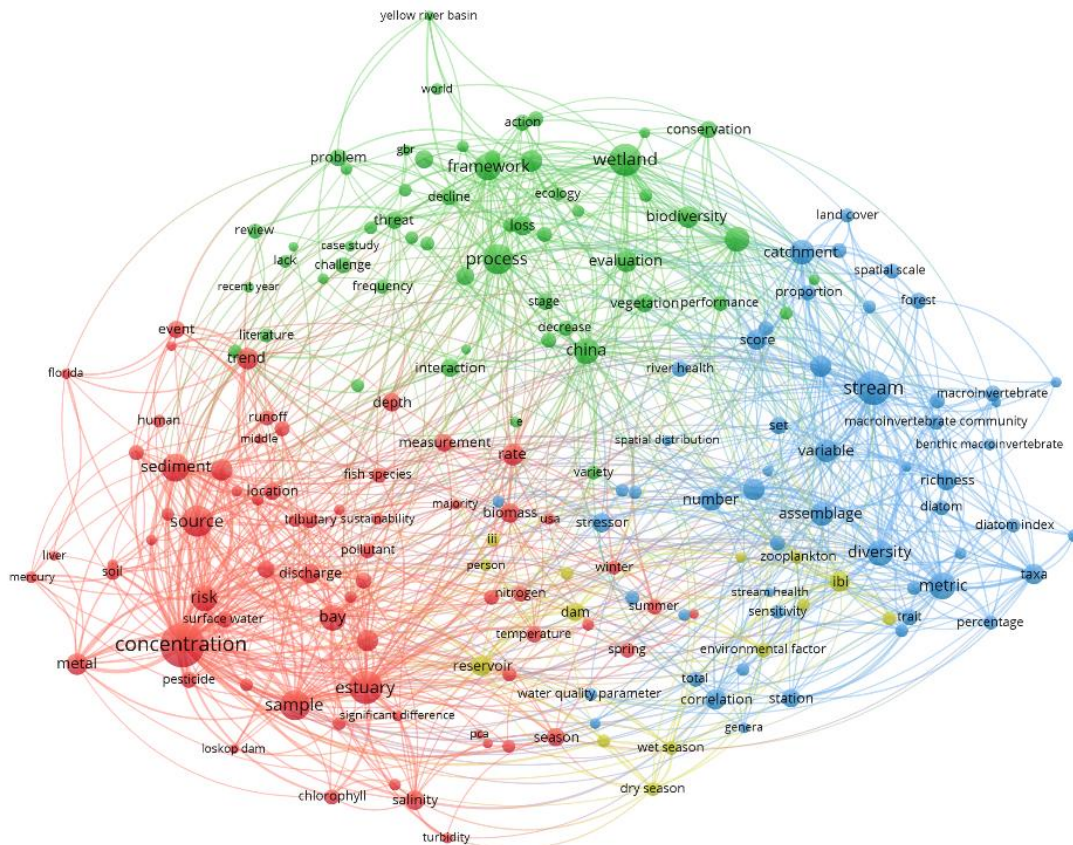 yellow river basin
world
action
conservation
problem
gbr
framework
wetland
decline
ecology
biodiversity
land cover
threat
loss
review
case study
process
evaluation
catchment
lack
challenge
spatial scale
recent year
frequency
stage
vegetation
performance
proportion
forest
event
literature
decrease
score
trend
china
florida
interaction
river health
stream
macroinvertebrate
human
runoff
depth
e
macroinvertebrate community
middle
measurement
spatial distribution
set
benthic macroinvertebrate
sediment
rate
variable
fish species
variety
richness
location
majority
number
diatom
source
tributary
sustainability
biomass
usa
stressor
assemblage
diatom index
iii
liver
pollutant
zooplankton
diversity
mercury
soil
discharge
person
winter
ibi
taxa
risk
nitrogen
stream health
metric
surface water
bay
dam
summer
sensitivity
trait
percentage
concentration
temperature
metal
reservoir
spring
environmental factor
pesticide
estuary
total
water quality parameter
sample
correlation
station
significant difference
genera
loskop dam
pca
season
wet season
chlorophyll
salinity
dry season
turbidity